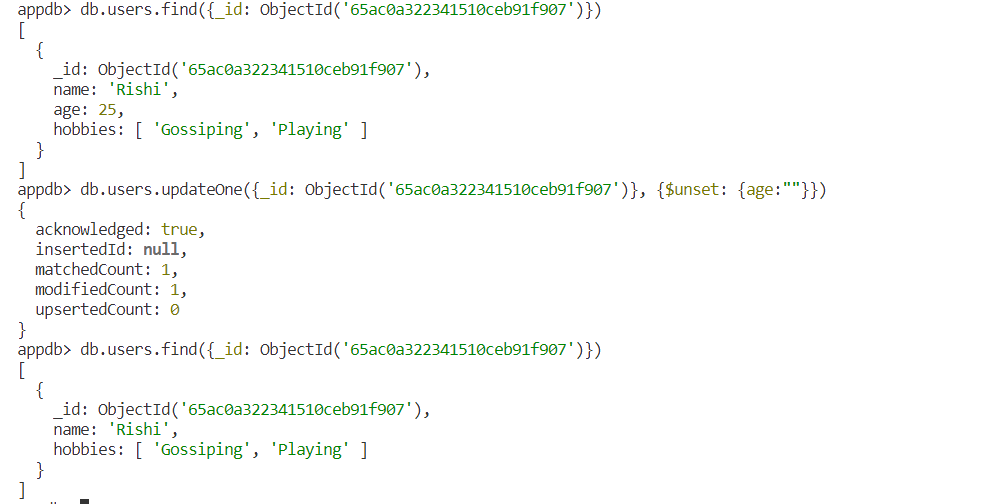 appdb> db.users.find({_id: ObjectId('65ac0a322341510ceb91f907')})
[
  {
    _id: ObjectId('65ac0a322341510ceb91f907'),
    name: 'Rishi',
    age: 25,
    hobbies: [ 'Gossiping', 'Playing' ]
  }
]
appdb> db.users.updateOne({_id: ObjectId('65ac0a322341510ceb91f907')}, {$unset: {age:""}})
{
  acknowledged: true,
  insertedId: null,
  matchedCount: 1,
  modifiedCount: 1,
  upsertedCount: 0
}
appdb> db.users.find({_id: ObjectId('65ac0a322341510ceb91f907')})
[
  {
    _id: ObjectId('65ac0a322341510ceb91f907'),
    name: 'Rishi',
    hobbies: [ 'Gossiping', 'Playing' ]
  }
]